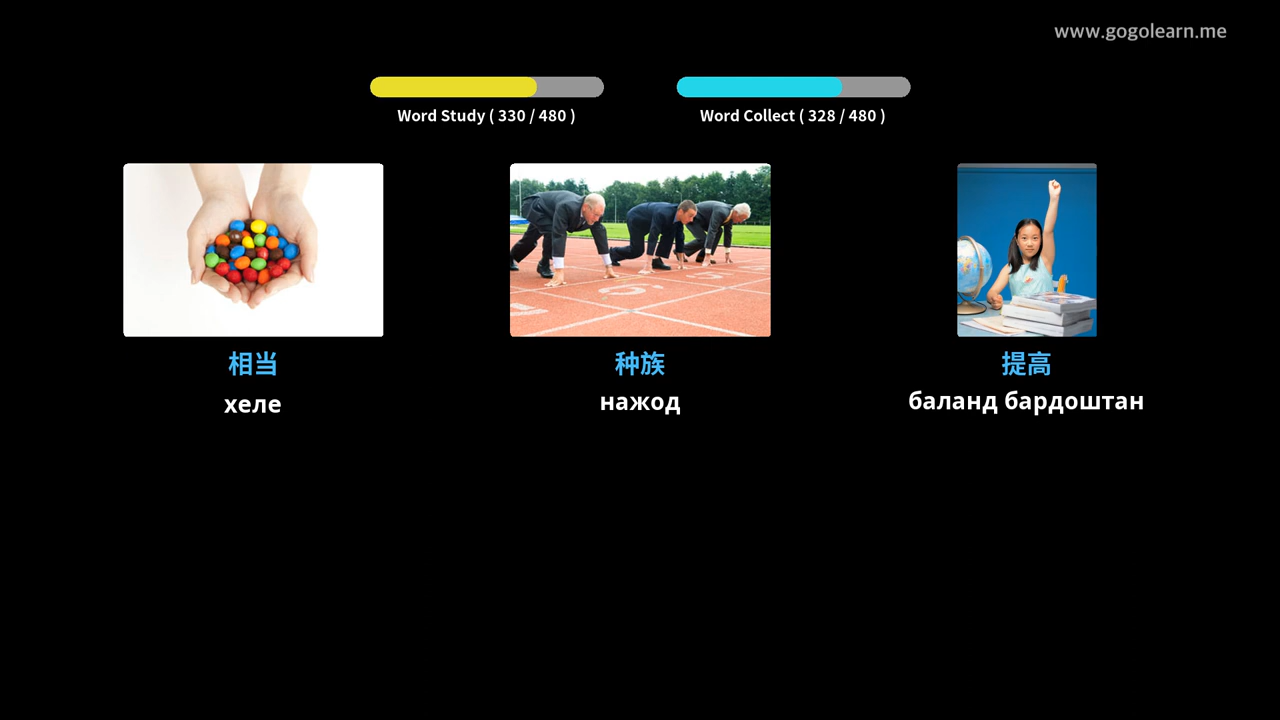 www.gogolearn.me
Word Study ( 330 / 480 )
Word Collect ( 328 / 480 )
相当
种族
提高
хеле
нажод
баланд бардоштан